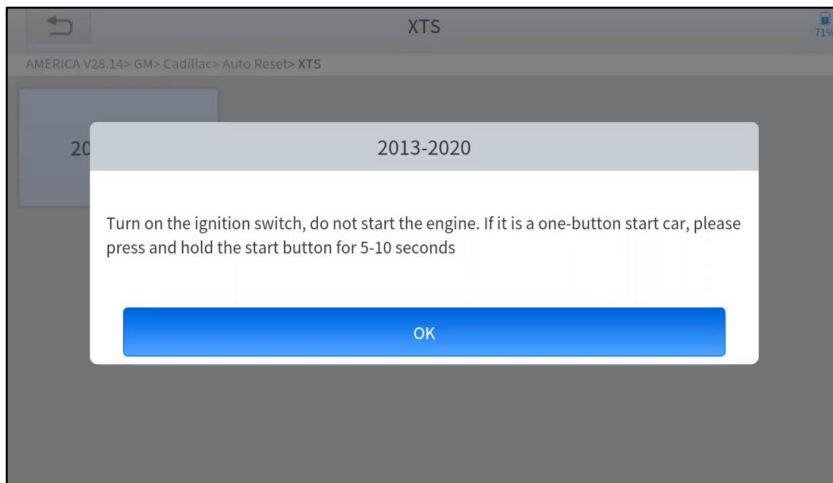 XTS
71%
AMERICA V28.14> GM> Cadillac> Auto Reset> XTS
20
2013-2020
Turn on the ignition switch, do not start the engine. If it is a one-button start car, please
press and hold the start button for 5-10 seconds
OK